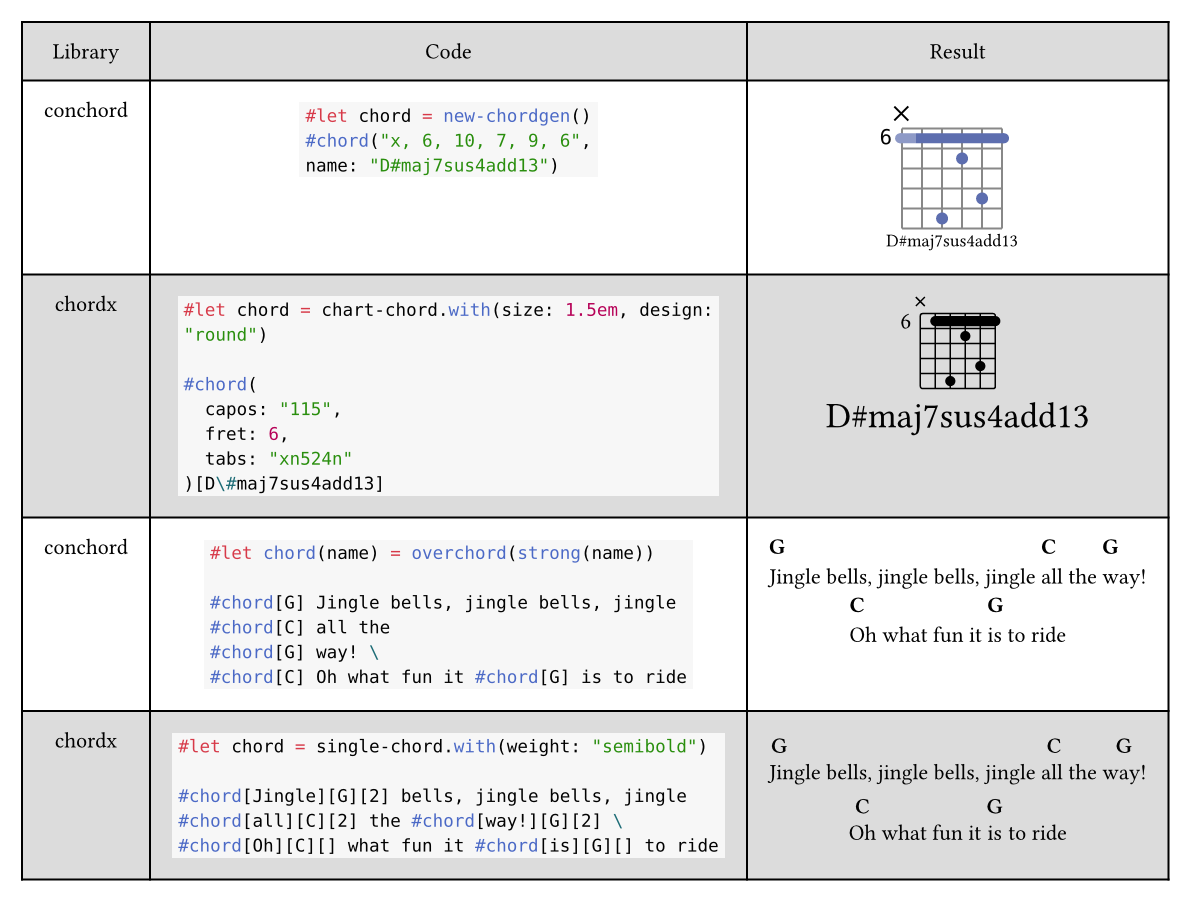 Library Code Result
conchord
#let chord = new-chordgen()
#chord("x, 6, 10, 7, 9, 6",
name: "D#maj7sus4add13")
×
6
D#maj7sus4add13
chordx
#let chord = chart-chord.with(size: 1.5em, design:
"round")
#chord(
  capos: "115",
  fret: 6,
  tabs: "xn524n"
)[D\#maj7sus4add13]
×
6
D#maj7sus4add13
conchord
#let chord(name) = overchord(strong(name))
#chord[G] Jingle bells, jingle bells, jingle
#chord[C] all the
#chord[G] way! \
#chord[C] Oh what fun it #chord[G] is to ride
G C G
Jingle bells, jingle bells, jingle all the way!
C G
Oh what fun it is to ride
chordx
#let chord = single-chord.with(weight: "semibold")
#chord[Jingle][G][2] bells, jingle bells, jingle
#chord[all][C][2] the #chord[way!][G][2] \
#chord[Oh][C][] what fun it #chord[is][G][] to ride
G C G
Jingle bells, jingle bells, jingle all the way!
C G
Oh what fun it is to ride